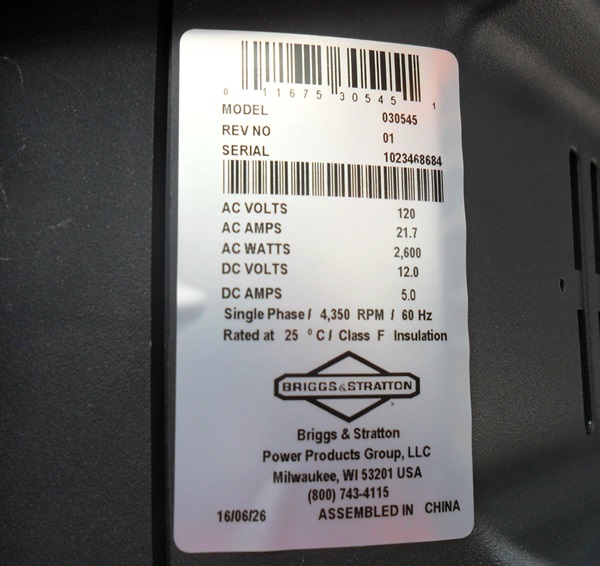 0 11675 30545 1
MODEL 030545
REV NO 01
SERIAL 1023468684
AC VOLTS 120
AC AMPS 21.7
AC WATTS 2,600
DC VOLTS 12.0
DC AMPS 5.0
Single Phase / 4,350 RPM / 60 Hz
Rated at 25 °C / Class F Insulation
BRIGGS&STRATTON
Briggs & Stratton
Power Products Group, LLC
Milwaukee, WI 53201 USA
(800) 743-4115
16/06/26 ASSEMBLED IN CHINA